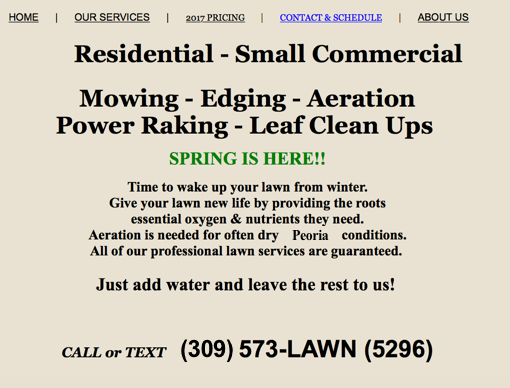 HOME | OUR SERVICES | 2017 PRICING | CONTACT & SCHEDULE | ABOUT US
Residential - Small Commercial
Mowing - Edging - Aeration
Power Raking - Leaf Clean Ups
SPRING IS HERE!!
Time to wake up your lawn from winter.
Give your lawn new life by providing the roots
essential oxygen & nutrients they need.
Aeration is needed for often dry Peoria conditions.
All of our professional lawn services are guaranteed.
Just add water and leave the rest to us!
CALL or TEXT (309) 573-LAWN (5296)